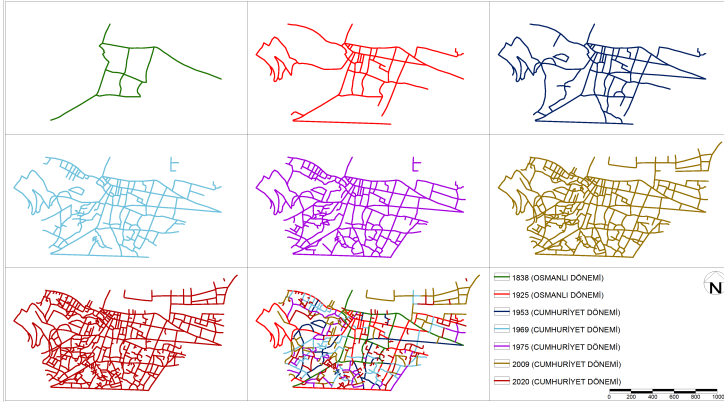 1838 (OSMANLI DÖNEMİ)
1925 (OSMANLI DÖNEMİ)
1953 (CUMHURİYET DÖNEMİ)
1969 (CUMHURİYET DÖNEMİ)
1975 (CUMHURİYET DÖNEMİ)
2009 (CUMHURİYET DÖNEMİ)
2020 (CUMHURİYET DÖNEMİ)
N
0 200 400 600 800 1000